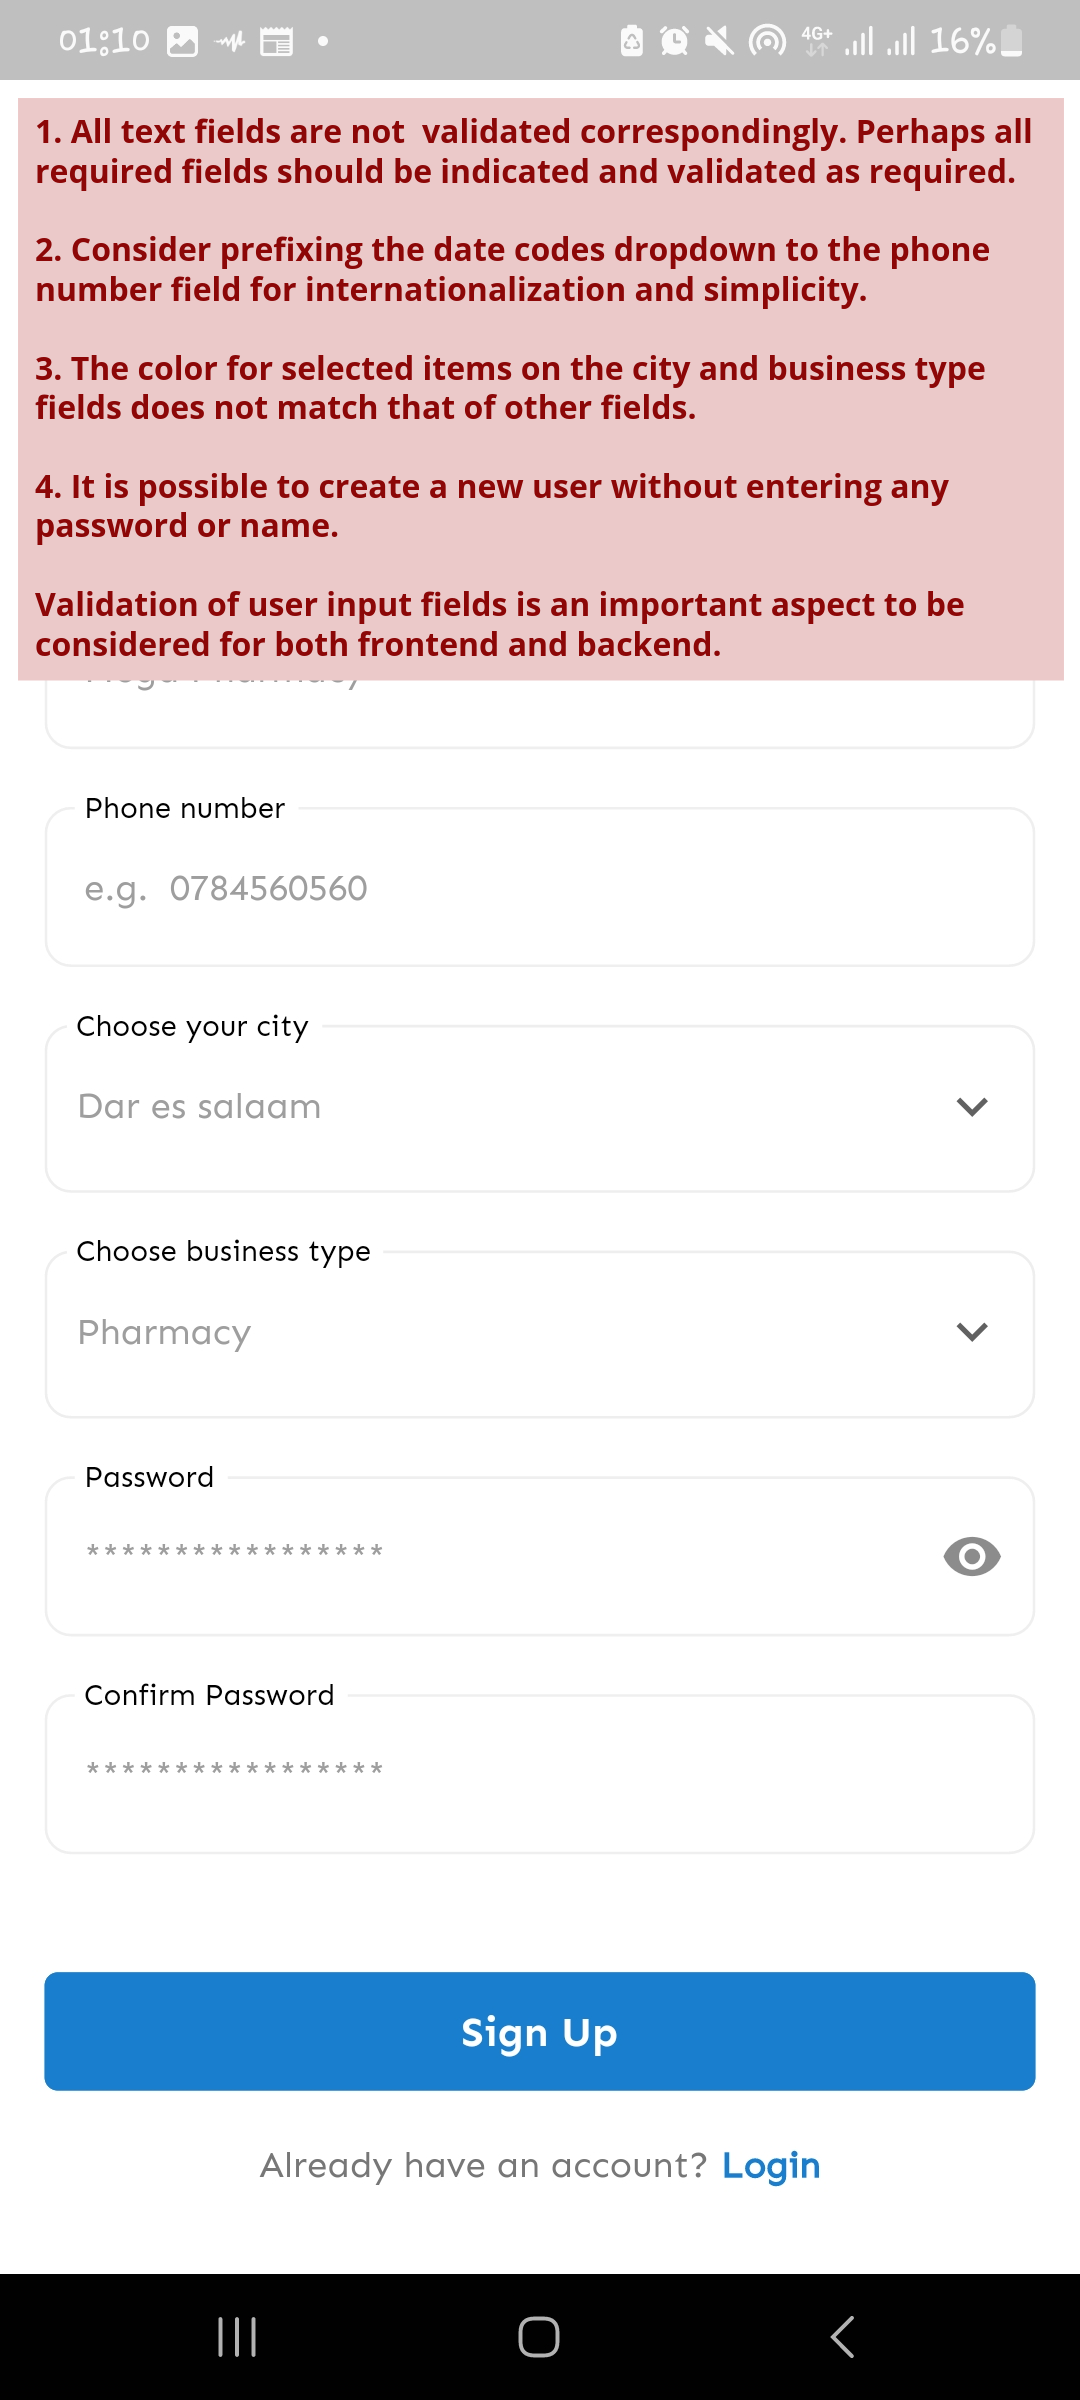 01:10
4G+
16%
1. All text fields are not  validated correspondingly. Perhaps all
required fields should be indicated and validated as required.
2. Consider prefixing the date codes dropdown to the phone
number field for internationalization and simplicity.
3. The color for selected items on the city and business type
fields does not match that of other fields.
4. It is possible to create a new user without entering any
password or name.
Validation of user input fields is an important aspect to be
considered for both frontend and backend.
Phone number
e.g.  0784560560
Choose your city
Dar es salaam
Choose business type
Pharmacy
Password
*****************
Confirm Password
*****************
Sign Up
Already have an account? Login